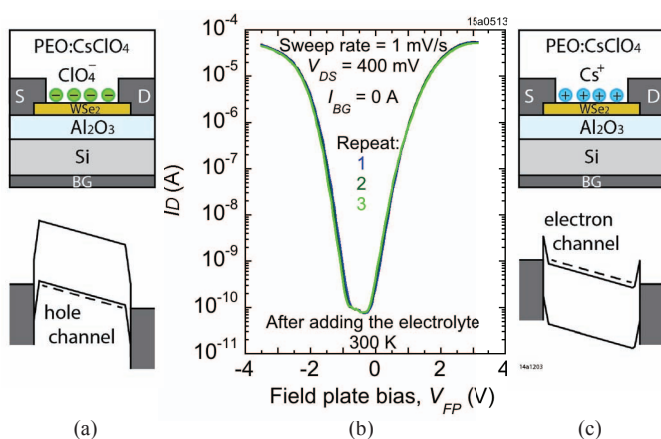 PEO:CsClO₄
ClO₄⁻
S
D
WSe₂
Al₂O₃
Si
BG
hole
channel
(a)
15a0513
10⁻⁴
10⁻⁵
10⁻⁶
10⁻⁷
10⁻⁸
10⁻⁹
10⁻¹⁰
10⁻¹¹
ID (A)
Sweep rate = 1 mV/s
V_DS = 400 mV
I_BG = 0 A
Repeat:
1
2
3
After adding the electrolyte
300 K
-4 -2 0 2 4
Field plate bias, V_FP (V)
(b)
PEO:CsClO₄
Cs⁺
S
D
WSe₂
Al₂O₃
Si
BG
electron
channel
14a1203
(c)